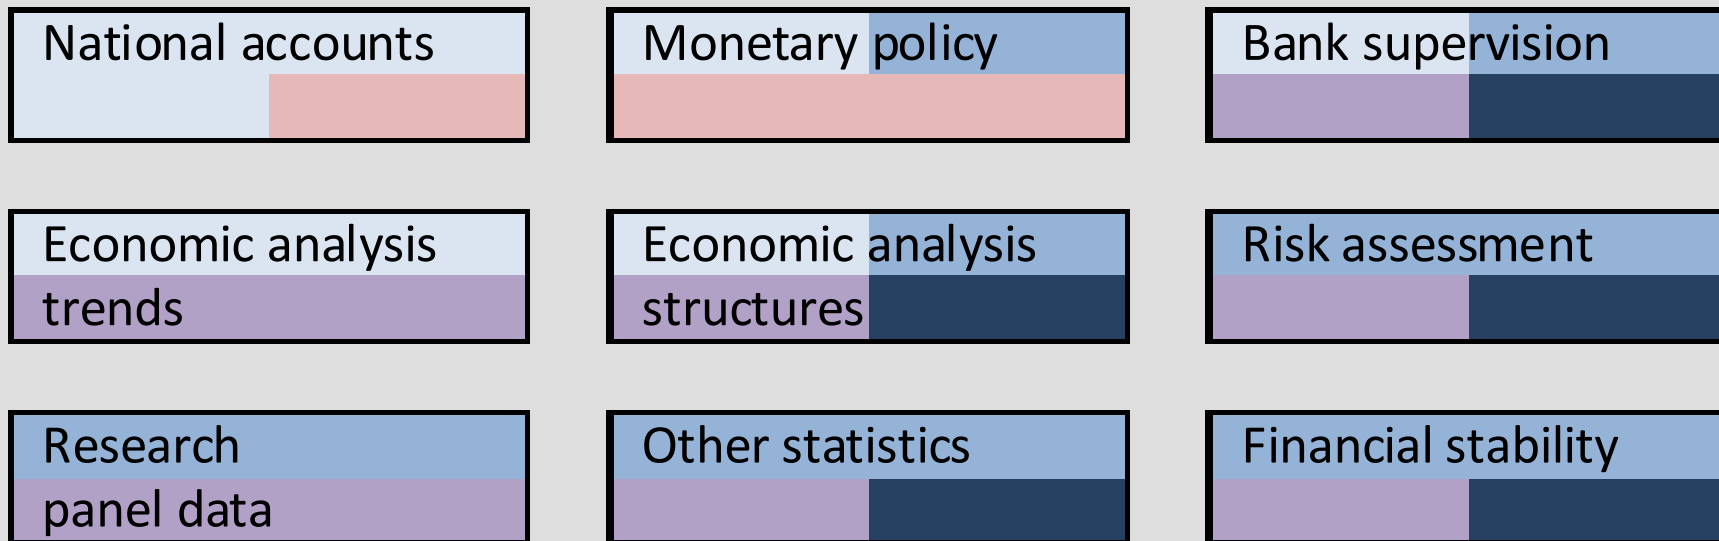 National accounts
Monetary policy
Bank supervision
Economic analysis
trends
Economic analysis
structures
Risk assessment
Research
panel data
Other statistics
Financial stability